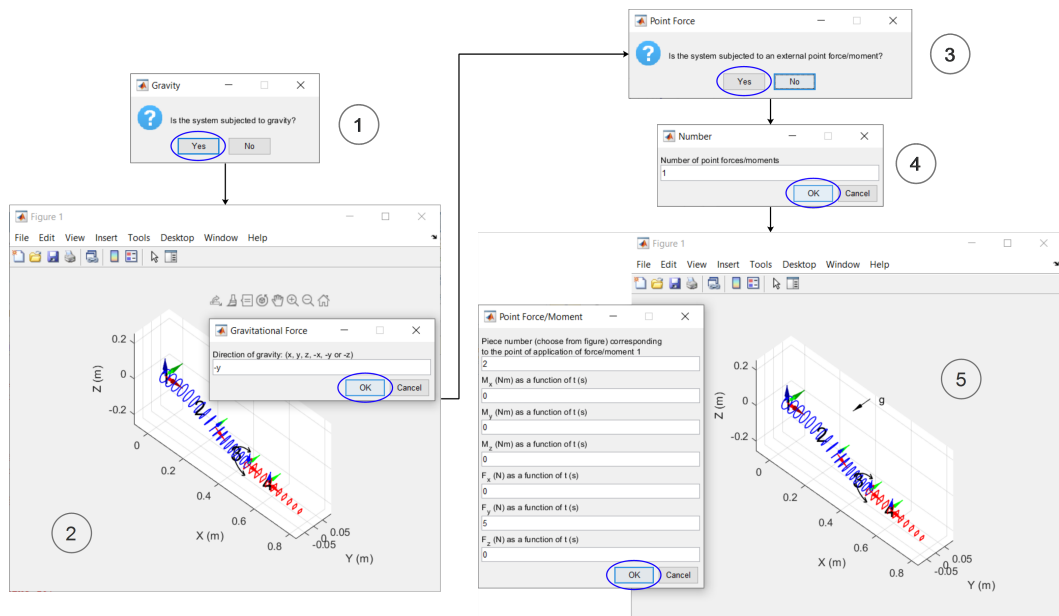 Gravity
Is the system subjected to gravity?
Yes No
1
Figure 1
File Edit View Insert Tools Desktop Window Help
Gravitational Force
Direction of gravity: (x, y, z, -x, -y or -z)
-y
OK Cancel
0.2
0
-0.2
Z (m)
0
0.2
0.4
0.6
0.8
X (m)
0.05
0
-0.05
Y (m)
2
4
2
Point Force
Is the system subjected to an external point force/moment?
Yes No
3
Number
Number of point forces/moments
1
OK Cancel
4
Figure 1
File Edit View Insert Tools Desktop Window Help
Point Force/Moment
Piece number (choose from figure) corresponding
to the point of application of force/moment 1
2
Mx (Nm) as a function of t (s)
0
My (Nm) as a function of t (s)
0
Mz (Nm) as a function of t (s)
0
Fx (N) as a function of t (s)
0
Fy (N) as a function of t (s)
5
Fz (N) as a function of t (s)
0
OK Cancel
0.2
0
-0.2
Z (m)
g
0
0.2
0.4
0.6
0.8
X (m)
0.05
0
-0.05
Y (m)
2
4
5